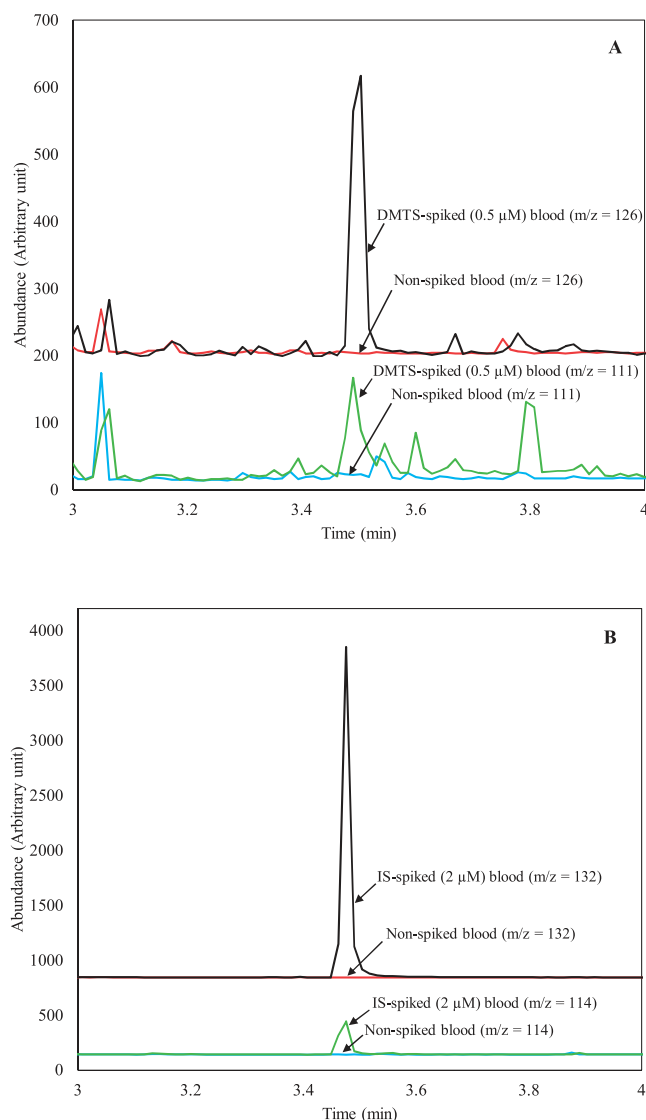 A
Abundance (Arbitrary unit)
700
600
500
400
300
200
100
0
DMTS-spiked (0.5 µM) blood (m/z = 126)
Non-spiked blood (m/z = 126)
DMTS-spiked (0.5 µM) blood (m/z = 111)
Non-spiked blood (m/z = 111)
3 3.2 3.4 3.6 3.8 4
Time (min)
B
Abundance (Arbitrary unit)
4000
3500
3000
2500
2000
1500
1000
500
0
IS-spiked (2 µM) blood (m/z = 132)
Non-spiked blood (m/z = 132)
IS-spiked (2 µM) blood (m/z = 114)
Non-spiked blood (m/z = 114)
3 3.2 3.4 3.6 3.8 4
Time (min)